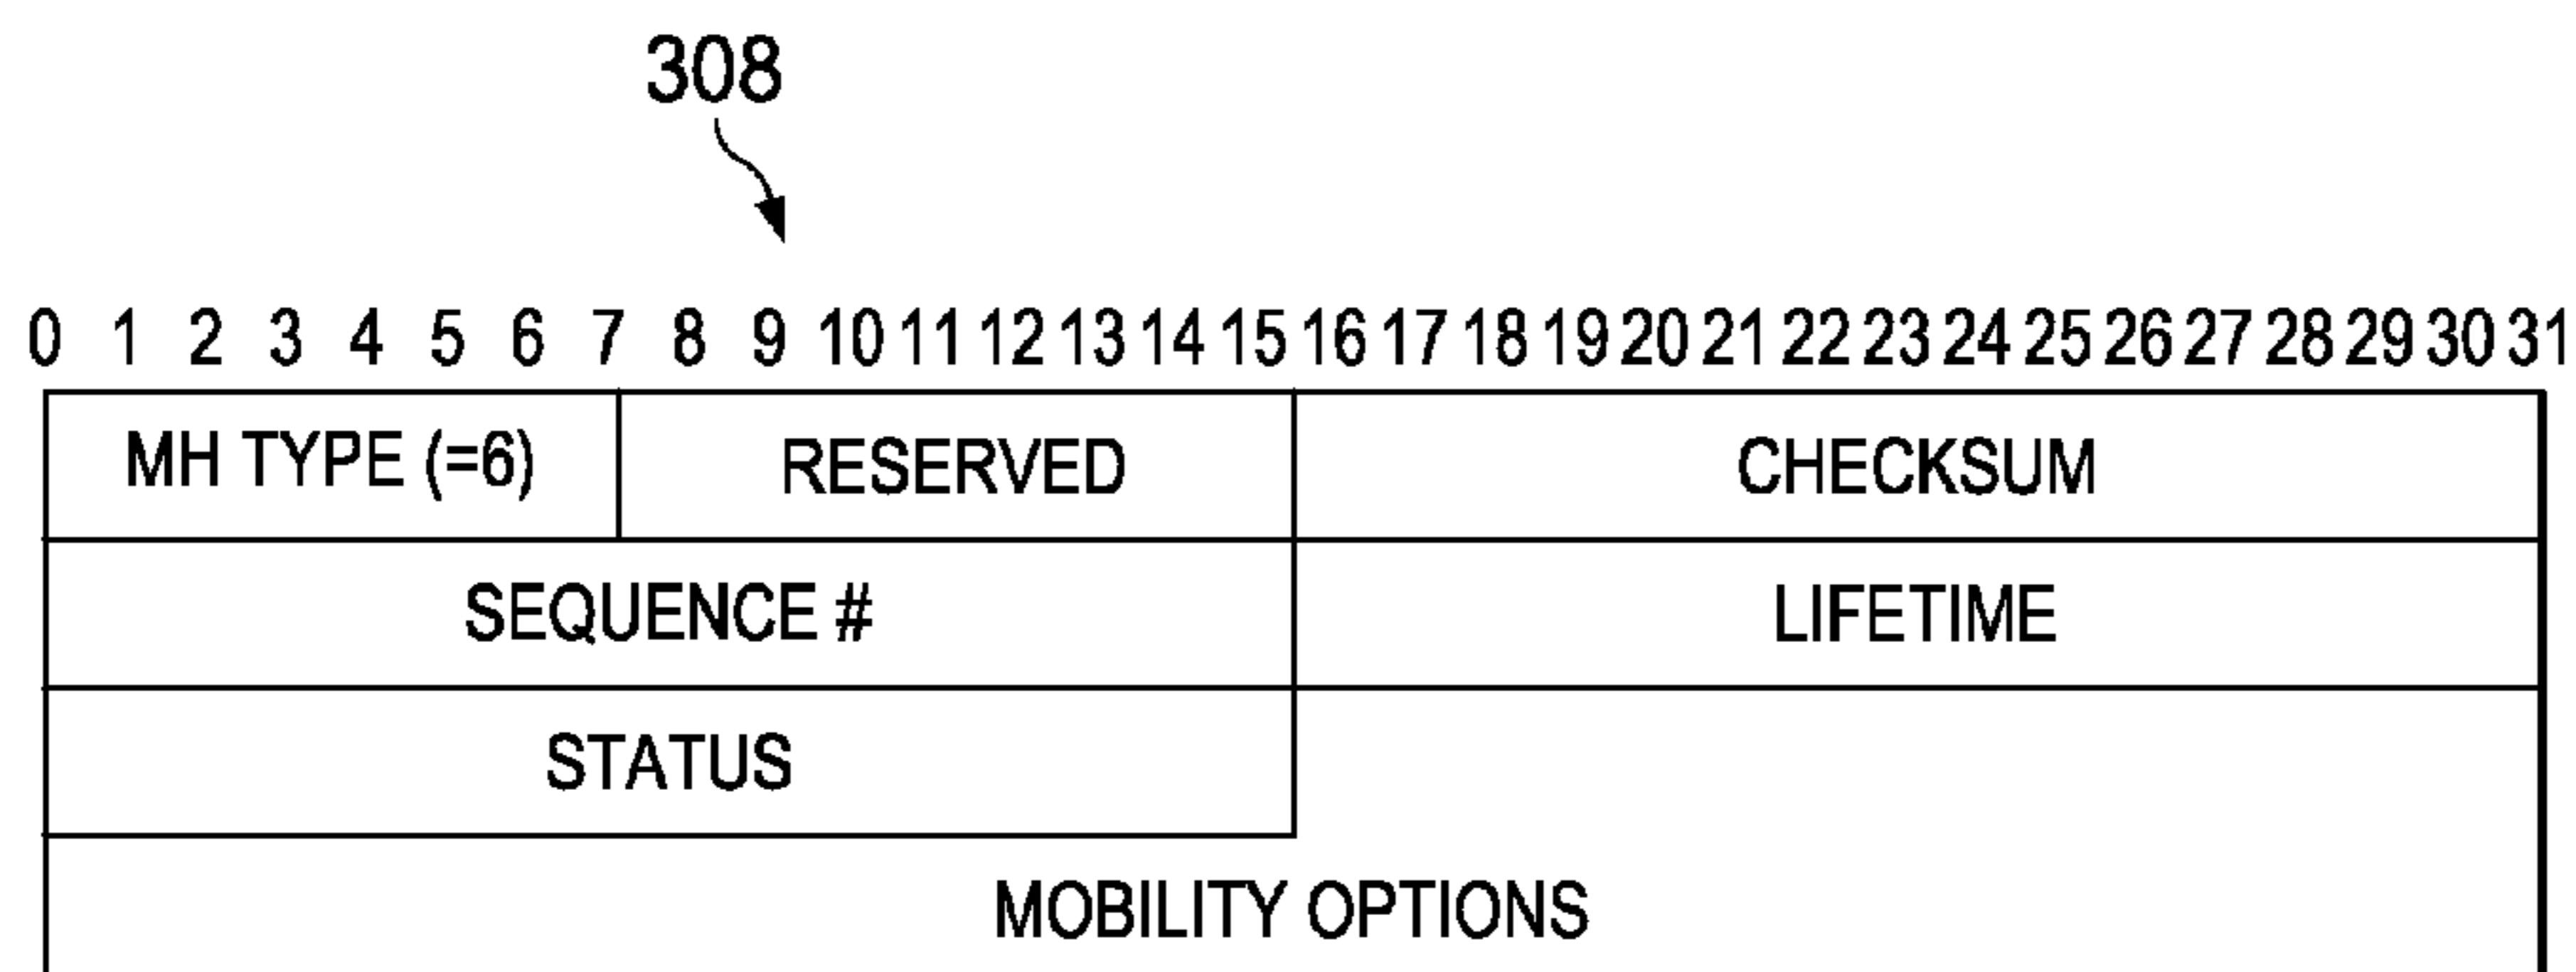 308
0 1 2 3 4 5 6 7 8 9 10 11 12 13 14 15 16 17 18 19 20 21 22 23 24 25 26 27 28 29 30 31
MH TYPE (=6) RESERVED CHECKSUM
SEQUENCE # LIFETIME
STATUS
MOBILITY OPTIONS